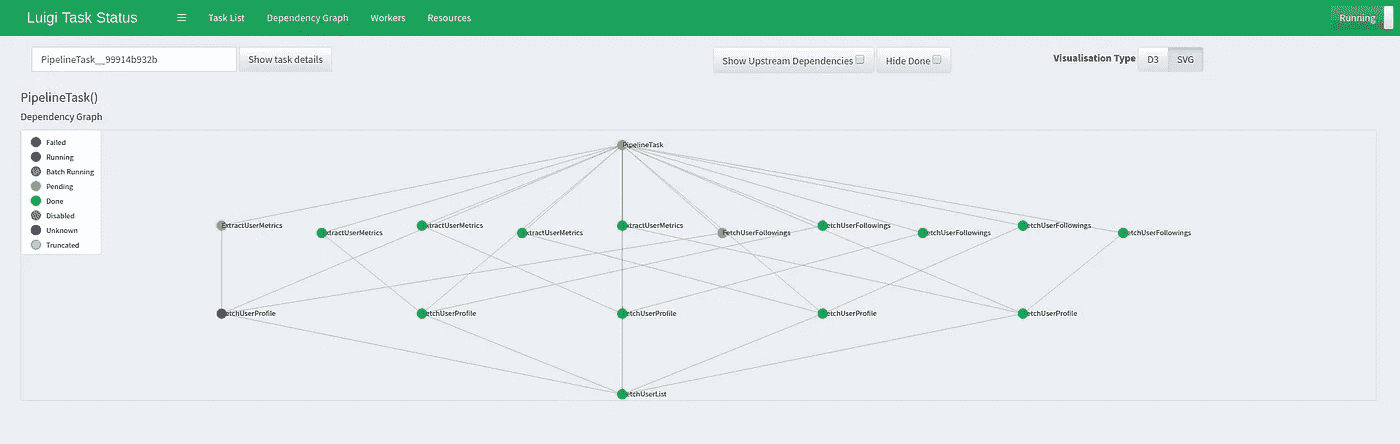 Luigi Task Status
Task List
Dependency Graph
Workers
Resources
Running
PipelineTask__99914b932b
Show task details
Show Upstream Dependencies
Hide Done
Visualisation Type
D3
SVG
PipelineTask()
Dependency Graph
Failed
Running
Batch Running
Pending
Done
Disabled
Unknown
Truncated
PipelineTask
ExtractUserMetrics
ExtractUserMetrics
ExtractUserMetrics
ExtractUserMetrics
ExtractUserMetrics
FetchUserFollowings
FetchUserFollowings
FetchUserFollowings
FetchUserFollowings
FetchUserFollowings
FetchUserProfile
FetchUserProfile
FetchUserProfile
FetchUserProfile
FetchUserProfile
FetchUserList